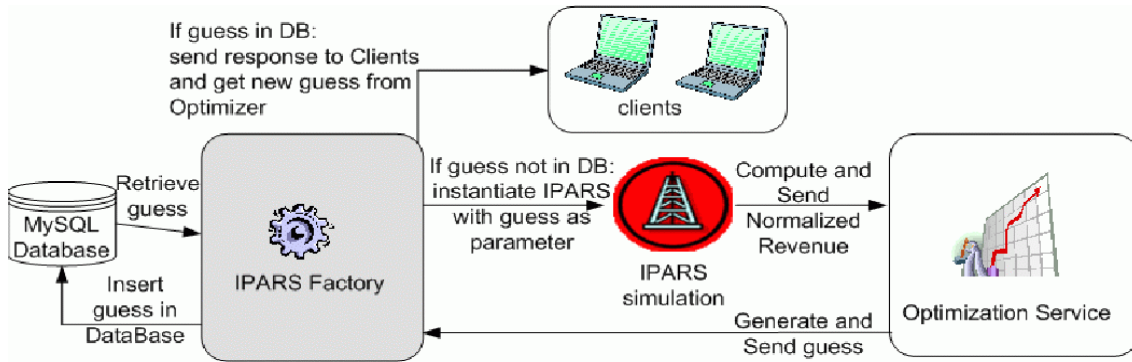 If guess in DB:
send response to Clients
and get new guess from
Optimizer
clients
Retrieve
guess
MySQL
Database
Insert
guess in
DataBase
IPARS Factory
If guess not in DB:
instantiate IPARS
with guess as
parameter
IPARS
simulation
Compute and
Send
Normalized
Revenue
Optimization Service
Generate and
Send guess